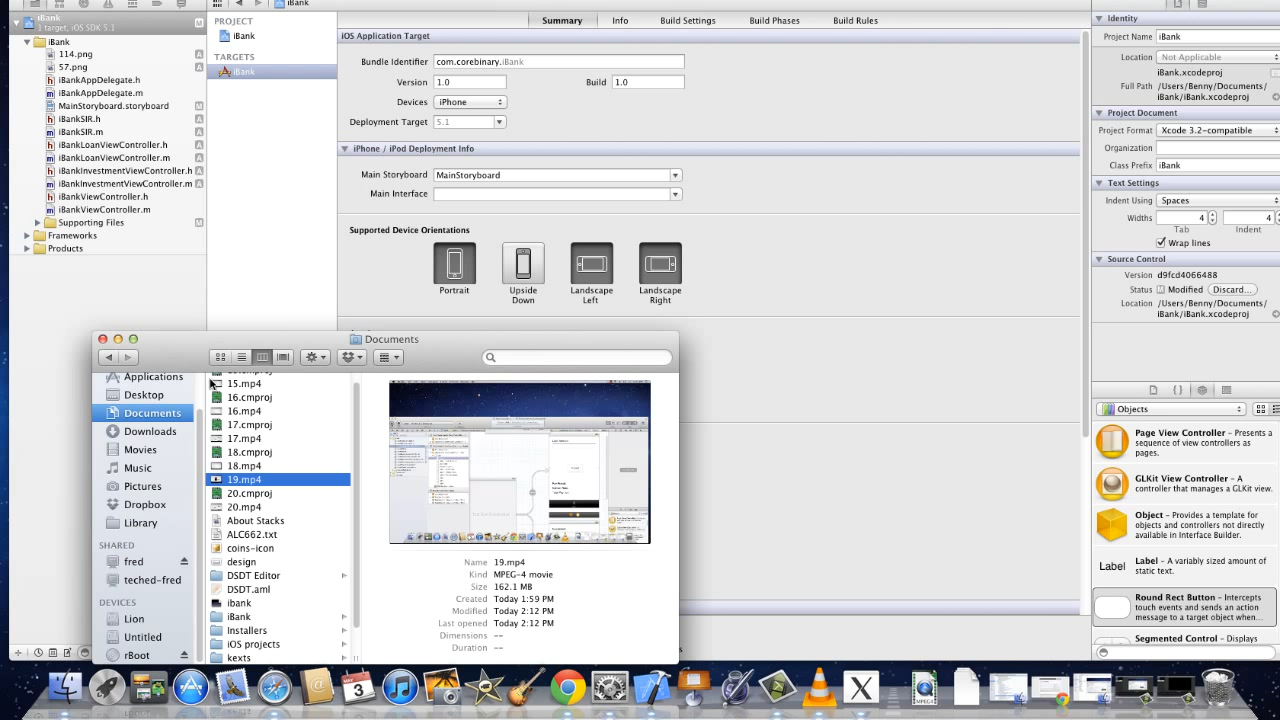 iBank
1 target, iOS SDK 5.1
M
iBank
114.png
A
57.png
A
iBankAppDelegate.h
A
iBankAppDelegate.m
A
MainStoryboard.storyboard
M
iBankSIR.h
A
iBankSIR.m
A
iBankLoanViewController.h
A
iBankLoanViewController.m
A
iBankInvestmentViewController.h
A
iBankInvestmentViewController.m
A
iBankViewController.h
A
iBankViewController.m
A
Supporting Files
M
Frameworks
Products
iBank
PROJECT
iBank
TARGETS
iBank
Summary
Info
Build Settings
Build Phases
Build Rules
iOS Application Target
Bundle Identifier
com.corebinary.iBank
Version
1.0
Build
1.0
Devices
iPhone
Deployment Target
5.1
iPhone / iPod Deployment Info
Main Storyboard
MainStoryboard
Main Interface
Supported Device Orientations
Portrait
Upside
Down
Landscape
Left
Landscape
Right
Identity
Project Name
iBank
Location
Not Applicable
iBank.xcodeproj
Full Path
/Users/Benny/Documents/
iBank/iBank.xcodeproj
Project Document
Project Format
Xcode 3.2-compatible
Organization
Class Prefix
iBank
Text Settings
Indent Using
Spaces
Widths
4
4
Tab
Indent
Wrap lines
Source Control
Version
d9fcd4066488
Status
Modified
Discard...
Location
/Users/Benny/Documents/
iBank/iBank.xcodeproj
Objects
Page View Controller - Presents a
sequence of view controllers as
pages.
GLKit View Controller - A
controller that manages a GLKit view.
Object - Provides a template for
objects and controllers not directly
available in Interface Builder.
Label
Label - A variably sized amount of
static text.
Round Rect Button - Intercepts
touch events and sends an action
message to a target object when
Segmented Control - Displays
Documents
Applications
Desktop
Documents
Downloads
Movies
Music
Pictures
Dropbox
Library
SHARED
fred
teched-fred
DEVICES
Lion
Untitled
rBoot
15.mp4
16.cmproj
16.mp4
17.cmproj
17.mp4
18.cmproj
18.mp4
19.mp4
20.cmproj
20.mp4
About Stacks
ALC662.txt
coins-icon
design
DSDT Editor
DSDT.aml
ibank
iBank
Installers
iOS projects
kexts
Name
19.mp4
Kind
MPEG-4 movie
Size
162.1 MB
Created
Today 1:59 PM
Modified
Today 2:12 PM
Last opened
Today 2:12 PM
Dimensions
--
Duration
--
3
MPEG4